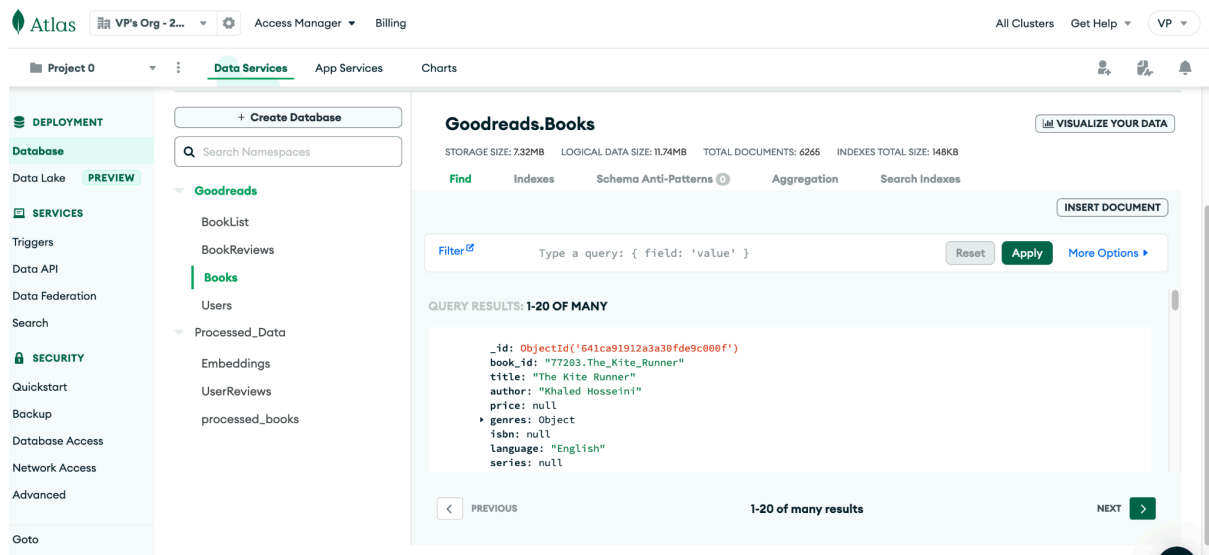 Atlas
VP's Org - 2... Access Manager Billing All Clusters Get Help VP
Project 0 Data Services App Services Charts
DEPLOYMENT
Database
Data Lake PREVIEW
SERVICES
Triggers
Data API
Data Federation
Search
SECURITY
Quickstart
Backup
Database Access
Network Access
Advanced
Goto
+ Create Database
Search Namespaces
Goodreads
BookList
BookReviews
Books
Users
Processed_Data
Embeddings
UserReviews
processed_books
Goodreads.Books
VISUALIZE YOUR DATA
STORAGE SIZE: 7.32MB LOGICAL DATA SIZE: 11.74MB TOTAL DOCUMENTS: 6265 INDEXES TOTAL SIZE: 148KB
Find Indexes Schema Anti-Patterns 0 Aggregation Search Indexes
INSERT DOCUMENT
Filter Type a query: { field: 'value' } Reset Apply More Options
QUERY RESULTS: 1-20 OF MANY
_id: ObjectId('641ca91912a3a30fde9c000f')
book_id: "77203.The_Kite_Runner"
title: "The Kite Runner"
author: "Khaled Hosseini"
price: null
genres: Object
isbn: null
language: "English"
series: null
PREVIOUS 1-20 of many results NEXT